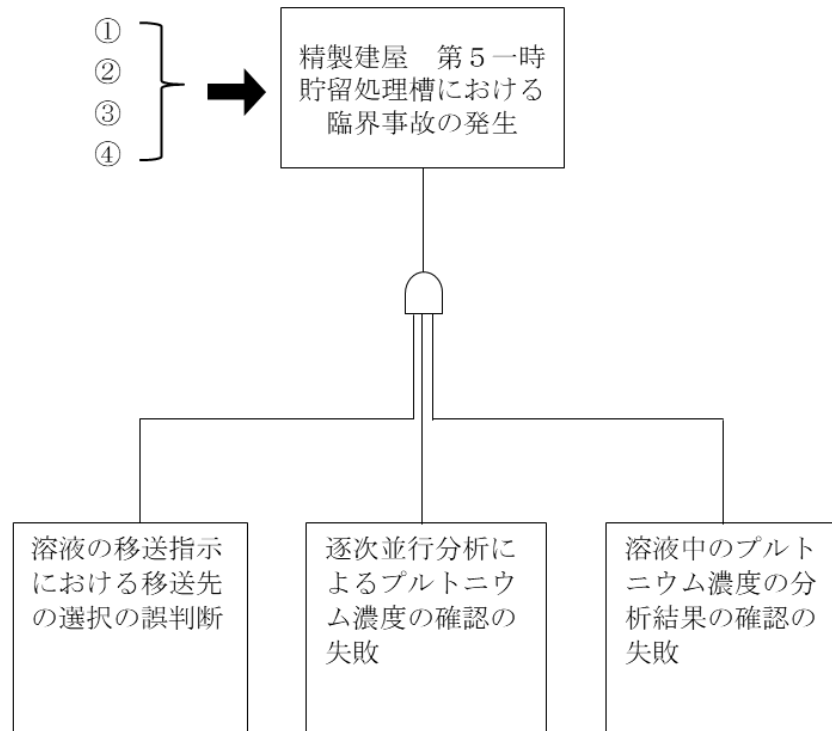 ①
②
③
④
精製建屋　第５一時
貯留処理槽における
臨界事故の発生
溶液の移送指示
における移送先
の選択の誤判断
逐次並行分析に
よるプルトニウ
ム濃度の確認の
失敗
溶液中のプルト
ニウム濃度の分
析結果の確認の
失敗